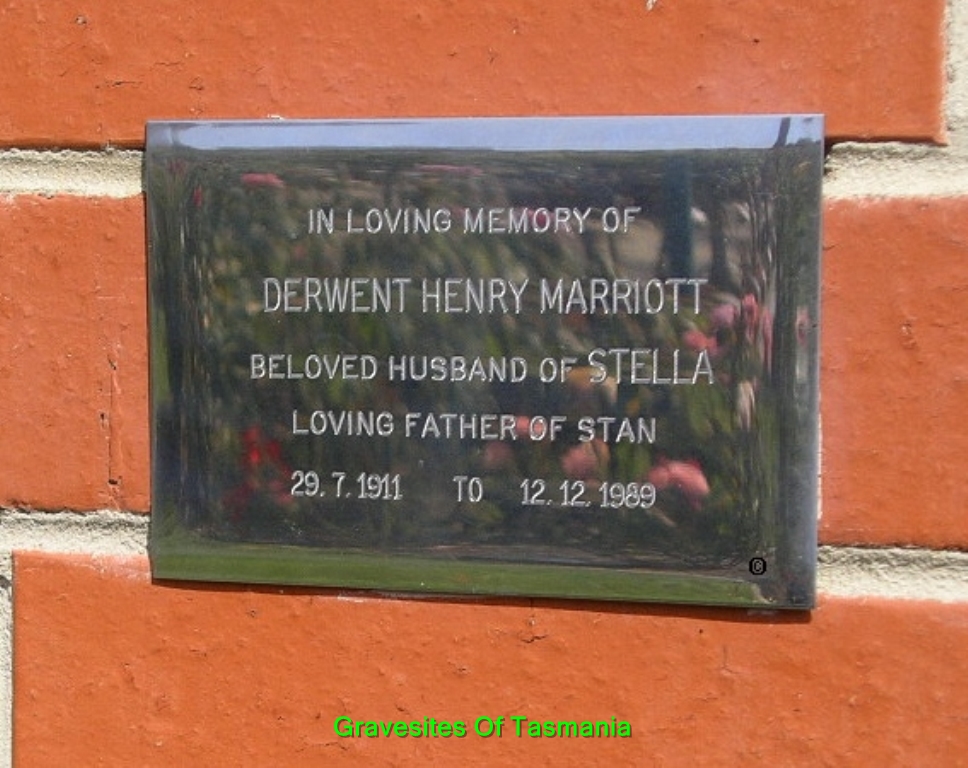 IN LOVING MEMORY OF
DERWENT HENRY MARRIOTT
BELOVED HUSBAND OF STELLA
LOVING FATHER OF STAN
29.7.1911 TO 12.12.1989
©
Gravesites Of Tasmania